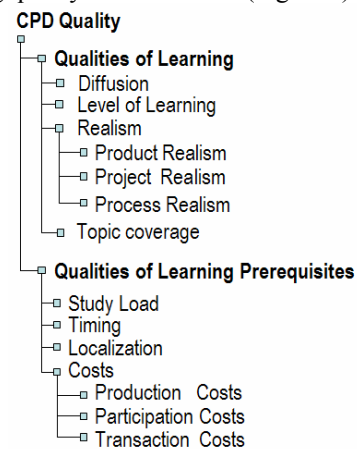 CPD Quality
Qualities of Learning
Diffusion
Level of Learning
Realism
Product Realism
Project Realism
Process Realism
Topic coverage
Qualities of Learning Prerequisites
Study Load
Timing
Localization
Costs
Production Costs
Participation Costs
Transaction Costs